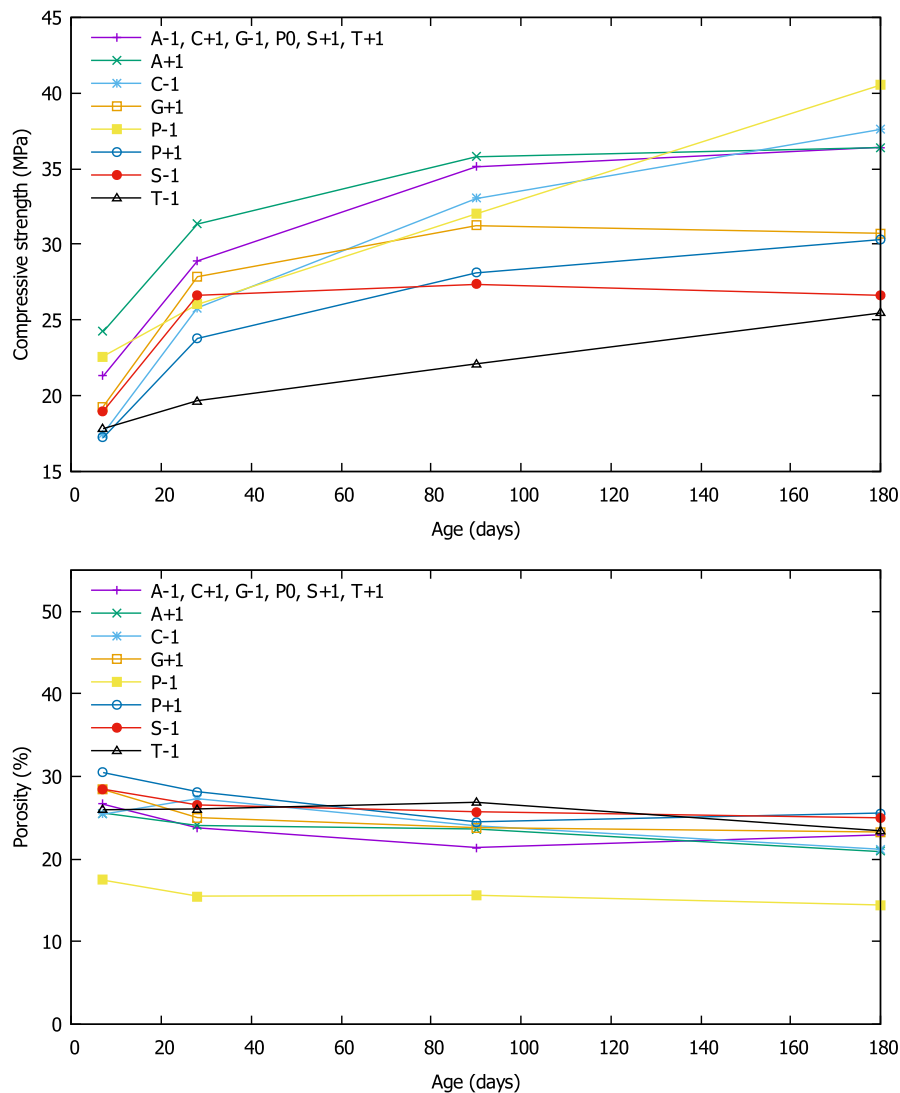 45
40
35
30
25
20
15
Compressive strength (MPa)
A-1, C+1, G-1, P0, S+1, T+1
A+1
C-1
G+1
P-1
P+1
S-1
T-1
0 20 40 60 80 100 120 140 160 180
Age (days)
50
40
30
20
10
0
Porosity (%)
A-1, C+1, G-1, P0, S+1, T+1
A+1
C-1
G+1
P-1
P+1
S-1
T-1
0 20 40 60 80 100 120 140 160 180
Age (days)